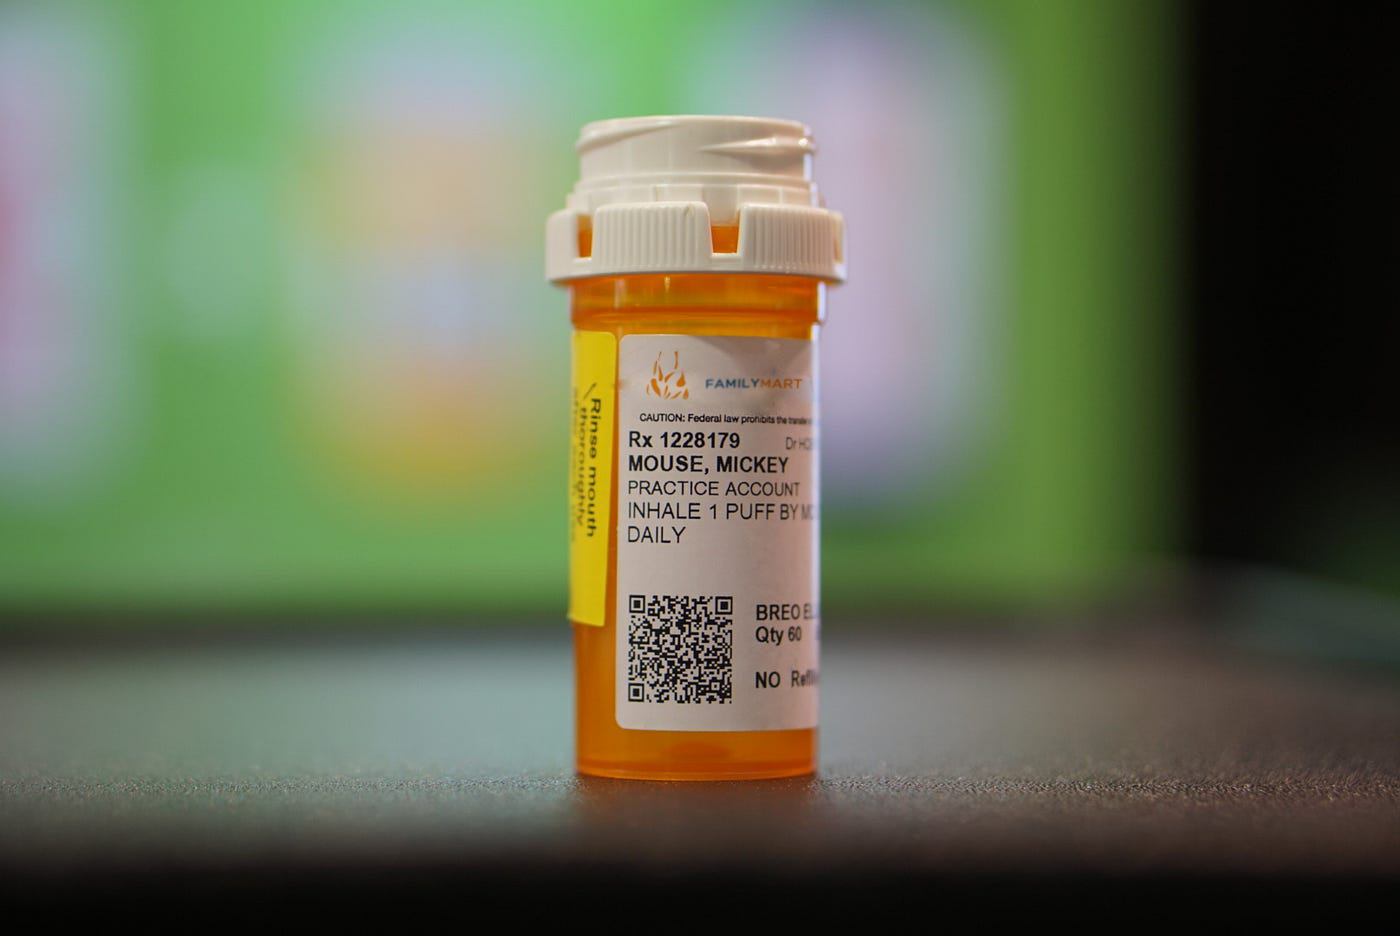 FAMILYMART
CAUTION: Federal law prohibits the transfer
Rx 1228179 Dr
MOUSE, MICKEY
PRACTICE ACCOUNT
INHALE 1 PUFF BY
DAILY
BREO
Qty 60
NO
Rinse mouth
thoroughly